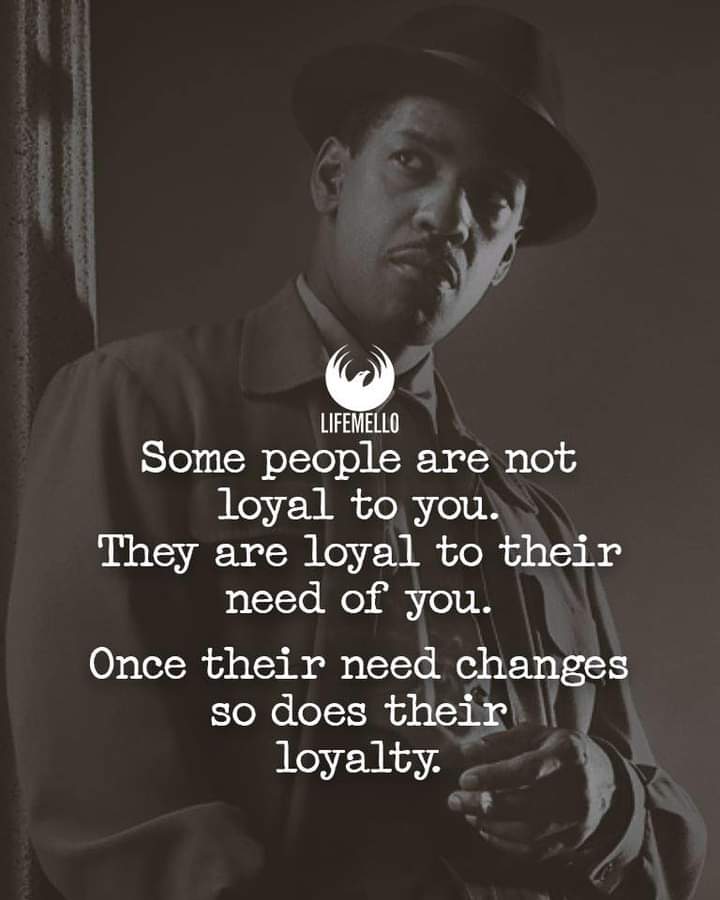 LIFEMELLO
Some people are not
loyal to you.
They are loyal to their
need of you.
Once their need changes
so does their
loyalty.